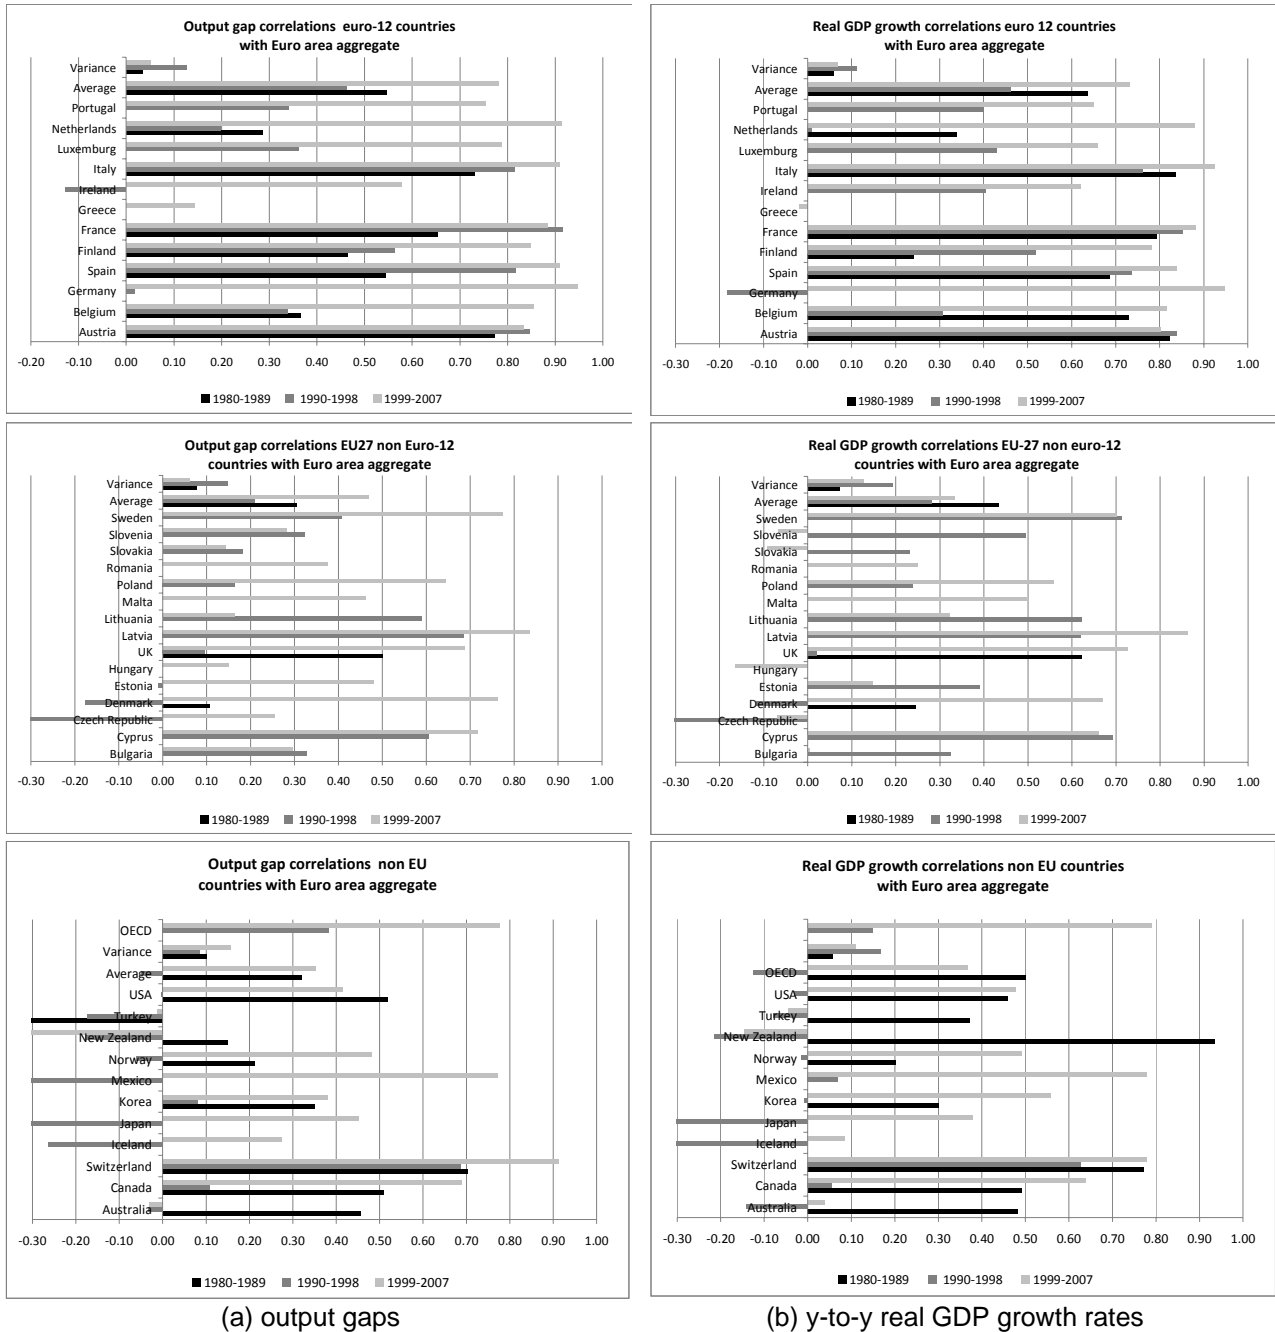 Output gap correlations euro-12 countries
with Euro area aggregate
Variance
Average
Portugal
Netherlands
Luxemburg
Italy
Ireland
Greece
France
Finland
Spain
Germany
Belgium
Austria
-0.20 -0.10 0.00 0.10 0.20 0.30 0.40 0.50 0.60 0.70 0.80 0.90 1.00
1980-1989 1990-1998 1999-2007
Real GDP growth correlations euro 12 countries
with Euro area aggregate
Variance
Average
Portugal
Netherlands
Luxemburg
Italy
Ireland
Greece
France
Finland
Spain
Germany
Belgium
Austria
-0.30 -0.20 -0.10 0.00 0.10 0.20 0.30 0.40 0.50 0.60 0.70 0.80 0.90 1.00
1980-1989 1990-1998 1999-2007
Output gap correlations EU27 non Euro-12
countries with Euro area aggregate
Variance
Average
Sweden
Slovenia
Slovakia
Romania
Poland
Malta
Lithuania
Latvia
UK
Hungary
Estonia
Denmark
Czech Republic
Cyprus
Bulgaria
-0.30 -0.20 -0.10 0.00 0.10 0.20 0.30 0.40 0.50 0.60 0.70 0.80 0.90 1.00
1980-1989 1990-1998 1999-2007
Real GDP growth correlations EU-27 non euro-12
countries with Euro area aggregate
Variance
Average
Sweden
Slovenia
Slovakia
Romania
Poland
Malta
Lithuania
Latvia
UK
Hungary
Estonia
Denmark
Czech Republic
Cyprus
Bulgaria
-0.30 -0.20 -0.10 0.00 0.10 0.20 0.30 0.40 0.50 0.60 0.70 0.80 0.90 1.00
1980-1989 1990-1998 1999-2007
Output gap correlations non EU
countries with Euro area aggregate
OECD
Variance
Average
USA
Turkey
New Zealand
Norway
Mexico
Korea
Japan
Iceland
Switzerland
Canada
Australia
-0.30 -0.20 -0.10 0.00 0.10 0.20 0.30 0.40 0.50 0.60 0.70 0.80 0.90 1.00
1980-1989 1990-1998 1999-2007
Real GDP growth correlations non EU countries
with Euro area aggregate
OECD
USA
Turkey
New Zealand
Norway
Mexico
Korea
Japan
Iceland
Switzerland
Canada
Australia
-0.30 -0.20 -0.10 0.00 0.10 0.20 0.30 0.40 0.50 0.60 0.70 0.80 0.90 1.00
1980-1989 1990-1998 1999-2007
(a) output gaps
(b) y-to-y real GDP growth rates